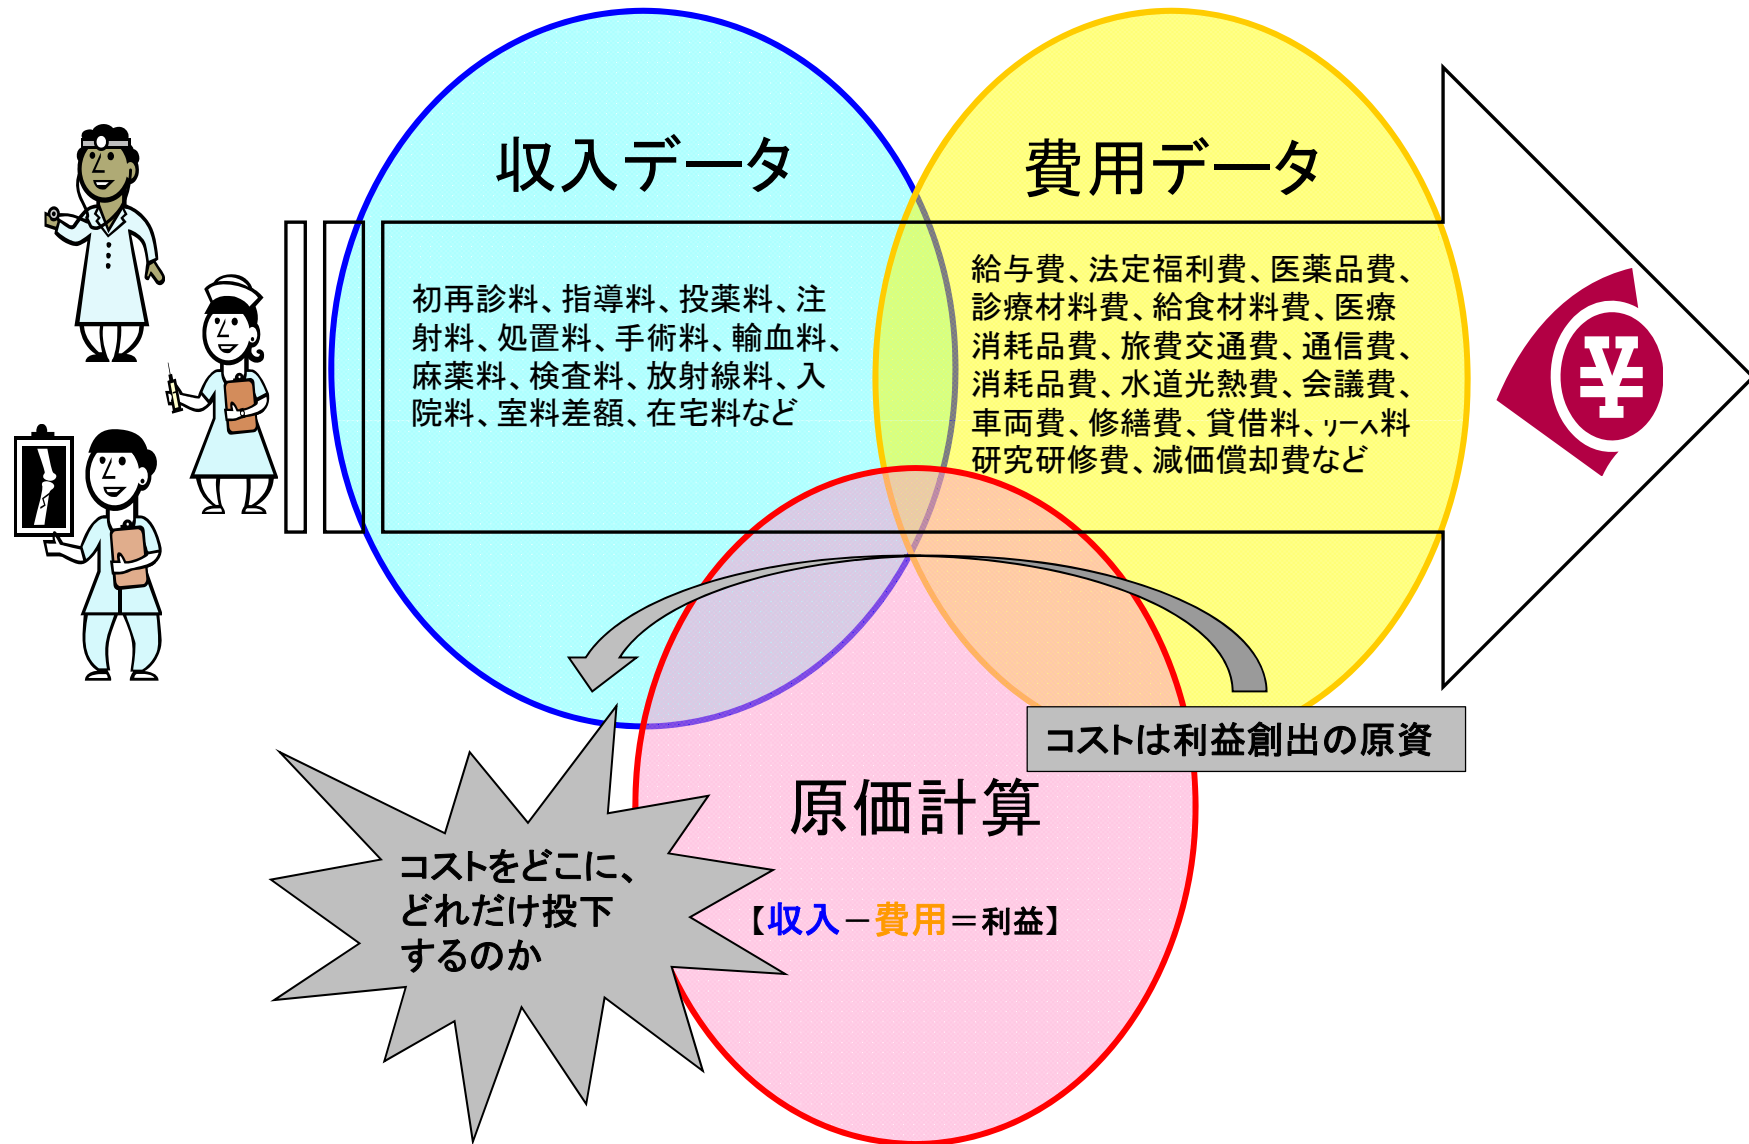 収入データ
初再診料、指導料、投薬料、注
射料、処置料、手術料、輸血料、
麻薬料、検査料、放射線料、入
院料、室料差額、在宅料など
費用データ
給与費、法定福利費、医薬品費、
診療材料費、給食材料費、医療
消耗品費、旅費交通費、通信費、
消耗品費、水道光熱費、会議費、
車両費、修繕費、賃借料、リース料
研究研修費、減価償却費など
¥
コストは利益創出の原資
原価計算
【収入－費用＝利益】
コストをどこに、
どれだけ投下
するのか